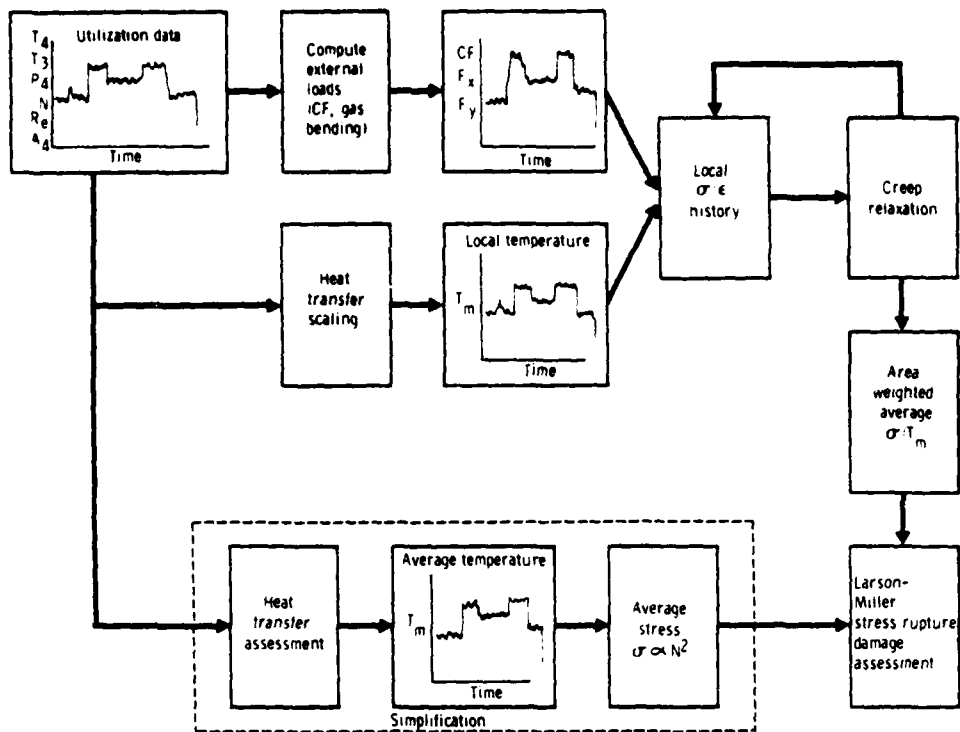 Utilization data
T4
T3
P4
N
Re
A4
Time
Compute
external
loads
(CF, gas
bending)
CF
Fx
Fy
Time
Local
σ:ε
history
Creep
relaxation
Heat
transfer
scaling
Local temperature
Tm
Time
Area
weighted
average
σ:Tm
Heat
transfer
assessment
Average temperature
Tm
Time
Average
stress
σ ∝ N²
Larson-
Miller
stress rupture
damage
assessment
Simplification